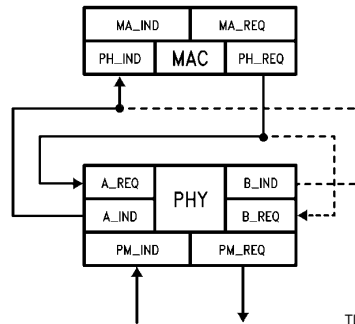 MA_IND MA_REQ
PH_IND MAC PH_REQ
A_REQ PHY B_IND
A_IND B_REQ
PM_IND PM_REQ